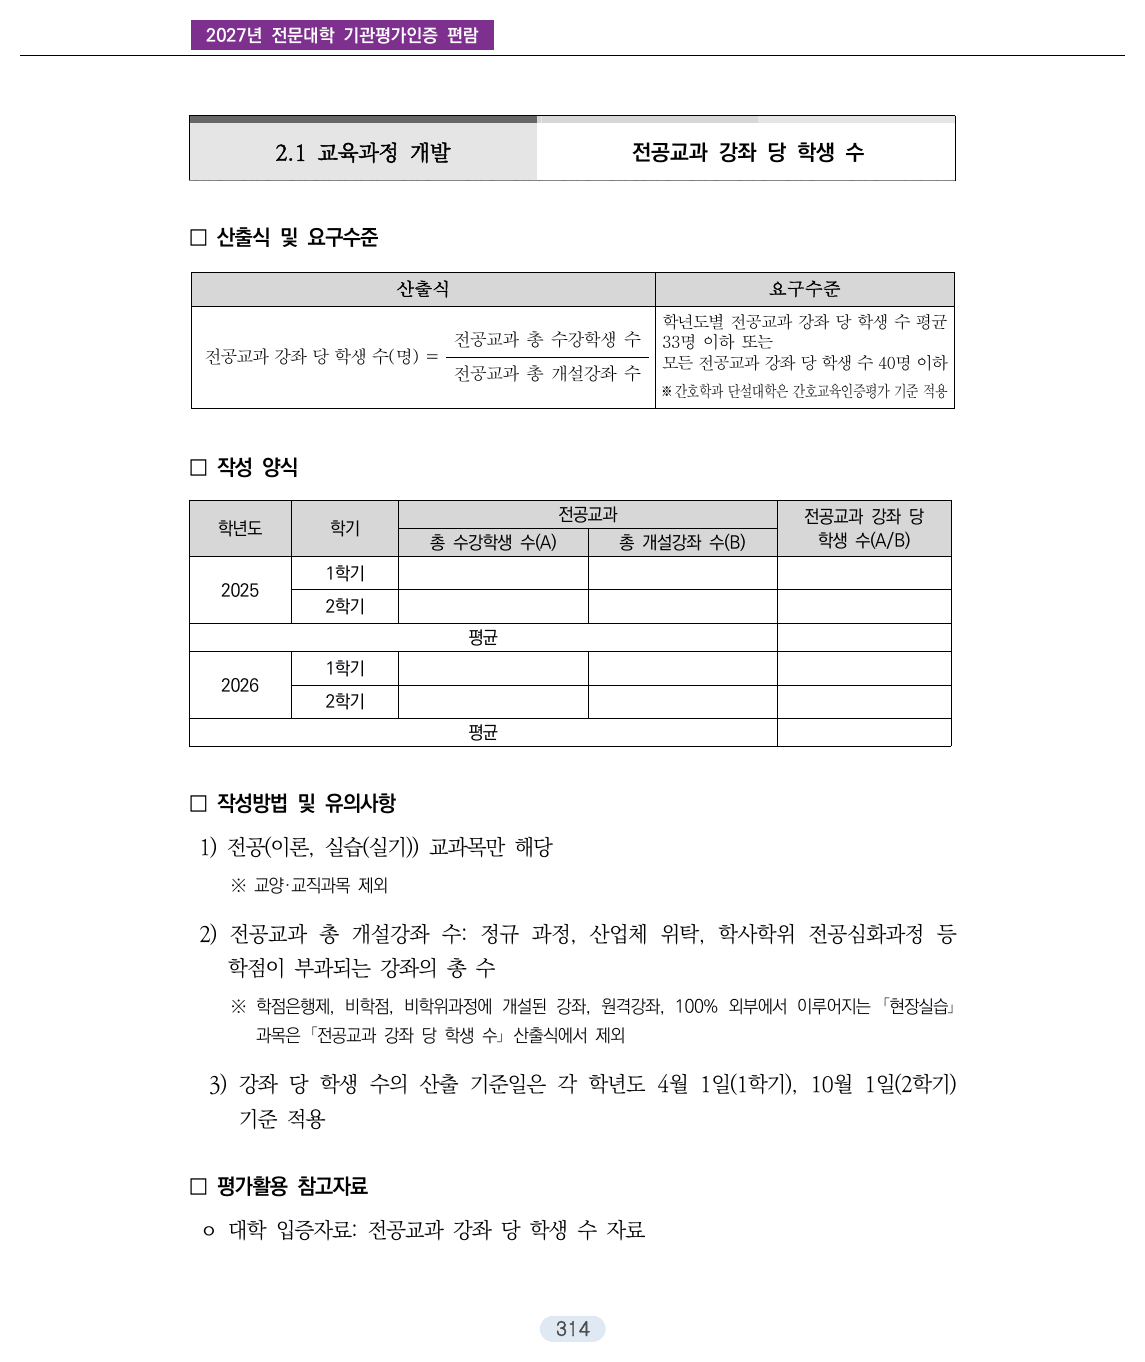 2027년 전문대학 기관평가인증 편람
2.1 교육과정 개발
전공교과 강좌 당 학생 수
□ 산출식 및 요구수준
산출식
요구수준
전공교과 강좌 당 학생 수(명) =
전공교과 총 수강학생 수
전공교과 총 개설강좌 수
학년도별 전공교과 강좌 당 학생 수 평균
33명 이하 또는
모든 전공교과 강좌 당 학생 수 40명 이하
※ 간호학과 단설대학은 간호교육인증평가 기준 적용
□ 작성 양식
학년도
학기
전공교과
전공교과 강좌 당
학생 수(A/B)
총 수강학생 수(A)
총 개설강좌 수(B)
2025
1학기
2학기
평균
2026
1학기
2학기
평균
□ 작성방법 및 유의사항
1) 전공(이론, 실습(실기)) 교과목만 해당
※ 교양·교직과목 제외
2) 전공교과 총 개설강좌 수: 정규 과정, 산업체 위탁, 학사학위 전공심화과정 등
학점이 부과되는 강좌의 총 수
※ 학점은행제, 비학점, 비학위과정에 개설된 강좌, 원격강좌, 100% 외부에서 이루어지는 「현장실습」
과목은 「전공교과 강좌 당 학생 수」 산출식에서 제외
3) 강좌 당 학생 수의 산출 기준일은 각 학년도 4월 1일(1학기), 10월 1일(2학기)
기준 적용
□ 평가활용 참고자료
ㅇ 대학 입증자료: 전공교과 강좌 당 학생 수 자료
314